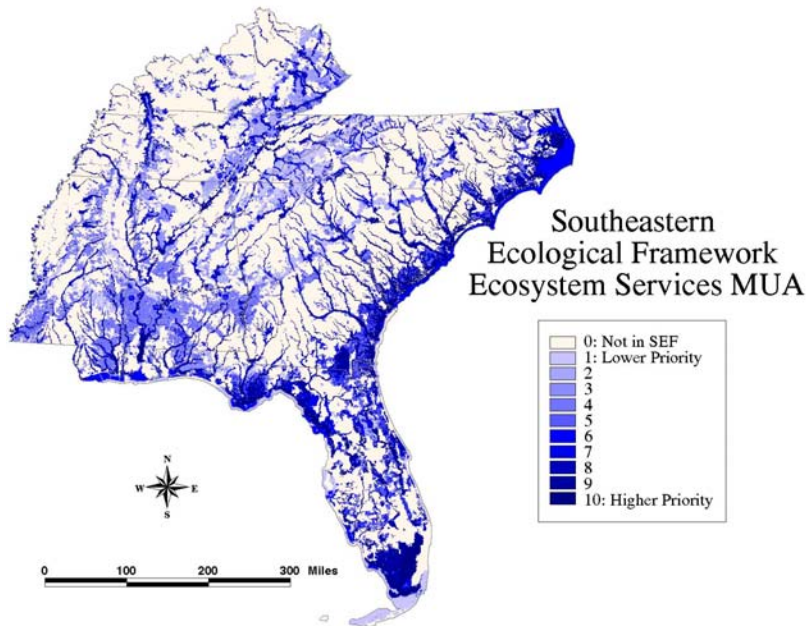 Southeastern
Ecological Framework
Ecosystem Services MUA
0: Not in SEF
1: Lower Priority
2
3
4
5
6
7
8
9
10: Higher Priority
N
W E
S
0 100 200 300 Miles